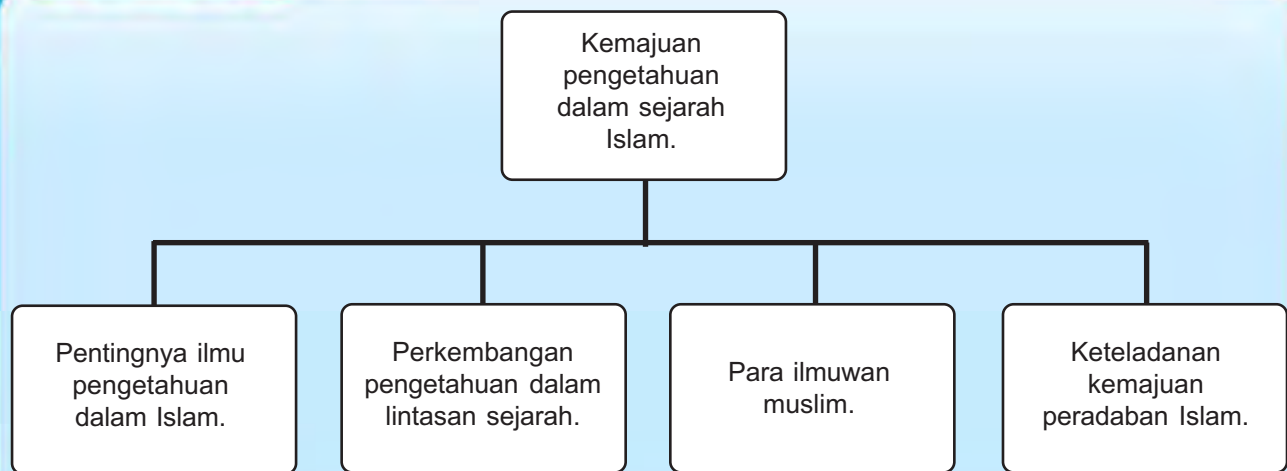 Kemajuan
pengetahuan
dalam sejarah
Islam.
Pentingnya ilmu
pengetahuan
dalam Islam.
Perkembangan
pengetahuan dalam
lintasan sejarah.
Para ilmuwan
muslim.
Keteladanan
kemajuan
peradaban Islam.